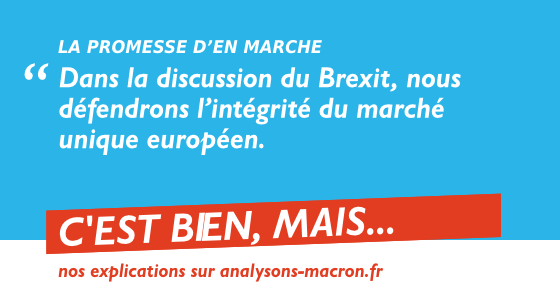 LA PROMESSE D’EN MARCHE
“ Dans la discussion du Brexit, nous
défendrons l’intégrité du marché
unique européen.
C'EST BIEN, MAIS...
nos explications sur analysons-macron.fr